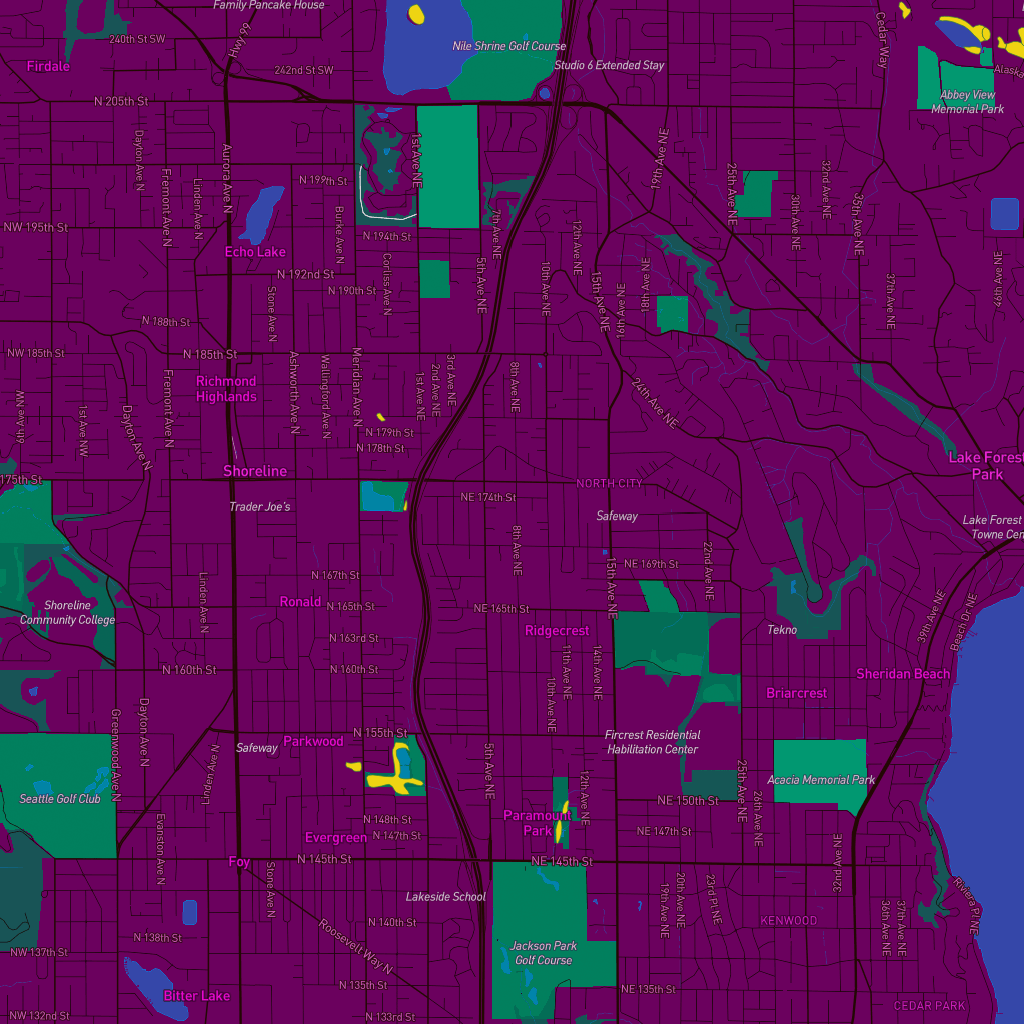 Family Pancake House
240th St SW
Hwy 99
Cedar Way
Nile Shrine Golf Course
Firdale
242nd St SW
Studio 6 Extended Stay
Alaska
Abbey View
Memorial Park
N 205th St
Dayton Ave N
Aurora Ave N
1st Ave NE
19th Ave NE
25th Ave NE
32nd Ave NE
Fremont Ave N
Linden Ave N
N 199th St
Burke Ave N
7th Ave NE
12th Ave NE
30th Ave NE
35th Ave NE
NW 195th St
N 194th St
Echo Lake
Corliss Ave N
5th Ave NE
10th Ave NE
15th Ave NE
16th Ave NE
18th Ave NE
37th Ave NE
46th Ave NE
N 192nd St
N 190th St
Stone Ave N
N 188th St
NW 185th St
N 185th St
Richmond
Highlands
Ashworth Ave N
Wallingford Ave N
Meridian Ave N
1st Ave NE
2nd Ave NE
3rd Ave NE
8th Ave NE
24th Ave NE
6th Ave NW
1st Ave NW
Dayton Ave N
Fremont Ave N
N 179th St
N 178th St
Shoreline
175th St
Lake Forest
Park
NE 174th St
NORTH CITY
Trader Joe's
Safeway
Lake Forest
Towne Cen
8th Ave NE
15th Ave NE
22nd Ave NE
NE 169th St
N 167th St
Linden Ave N
Ronald
N 165th St
NE 165th St
Shoreline
Community College
39th Ave NE
Beach Dr NE
Ridgecrest
Tekno
N 163rd St
N 160th St
N 160th St
11th Ave NE
14th Ave NE
10th Ave NE
Sheridan Beach
Briarcrest
Greenwood Ave N
Dayton Ave N
Linden Ave N
Safeway
Parkwood
N 155th St
5th Ave NE
12th Ave NE
Fircrest Residential
Habilitation Center
25th Ave NE
26th Ave NE
Acacia Memorial Park
Seattle Golf Club
NE 150th St
Evanston Ave N
N 148th St
Evergreen
N 147th St
Paramount
Park
NE 147th St
32nd Ave NE
Foy
N 145th St
NE 145th St
Stone Ave N
Lakeside School
19th Ave NE
20th Ave NE
23rd Pl NE
KENWOOD
36th Ave NE
37th Ave NE
Riviera Pl NE
N 140th St
N 138th St
Roosevelt Way N
Jackson Park
Golf Course
NW 137th St
Bitter Lake
N 135th St
NE 135th St
CEDAR PARK
NW 132nd St
N 133rd St